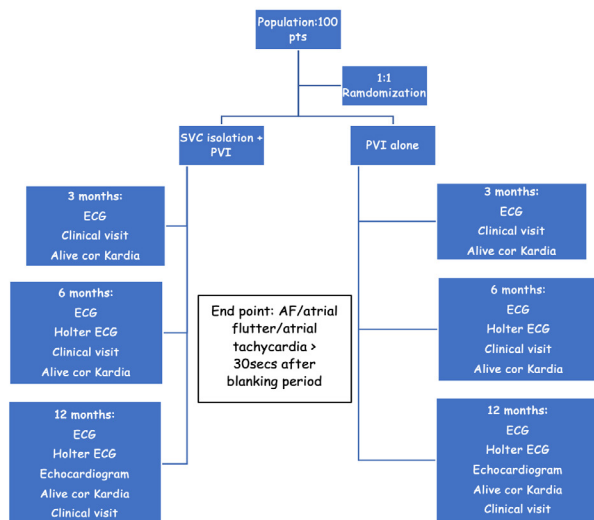 Population:100
pts
1:1
Ramdomization
SVC isolation +
PVI
PVI alone
3 months:
ECG
Clinical visit
Alive cor Kardia
3 months:
ECG
Clinical visit
Alive cor Kardia
6 months:
ECG
Holter ECG
Clinical visit
Alive cor Kardia
End point: AF/atrial
flutter/atrial
tachycardia >
30secs after
blanking period
6 months:
ECG
Holter ECG
Clinical visit
Alive cor Kardia
12 months:
ECG
Holter ECG
Echocardiogram
Alive cor Kardia
Clinical visit
12 months:
ECG
Holter ECG
Echocardiogram
Alive cor Kardia
Clinical visit